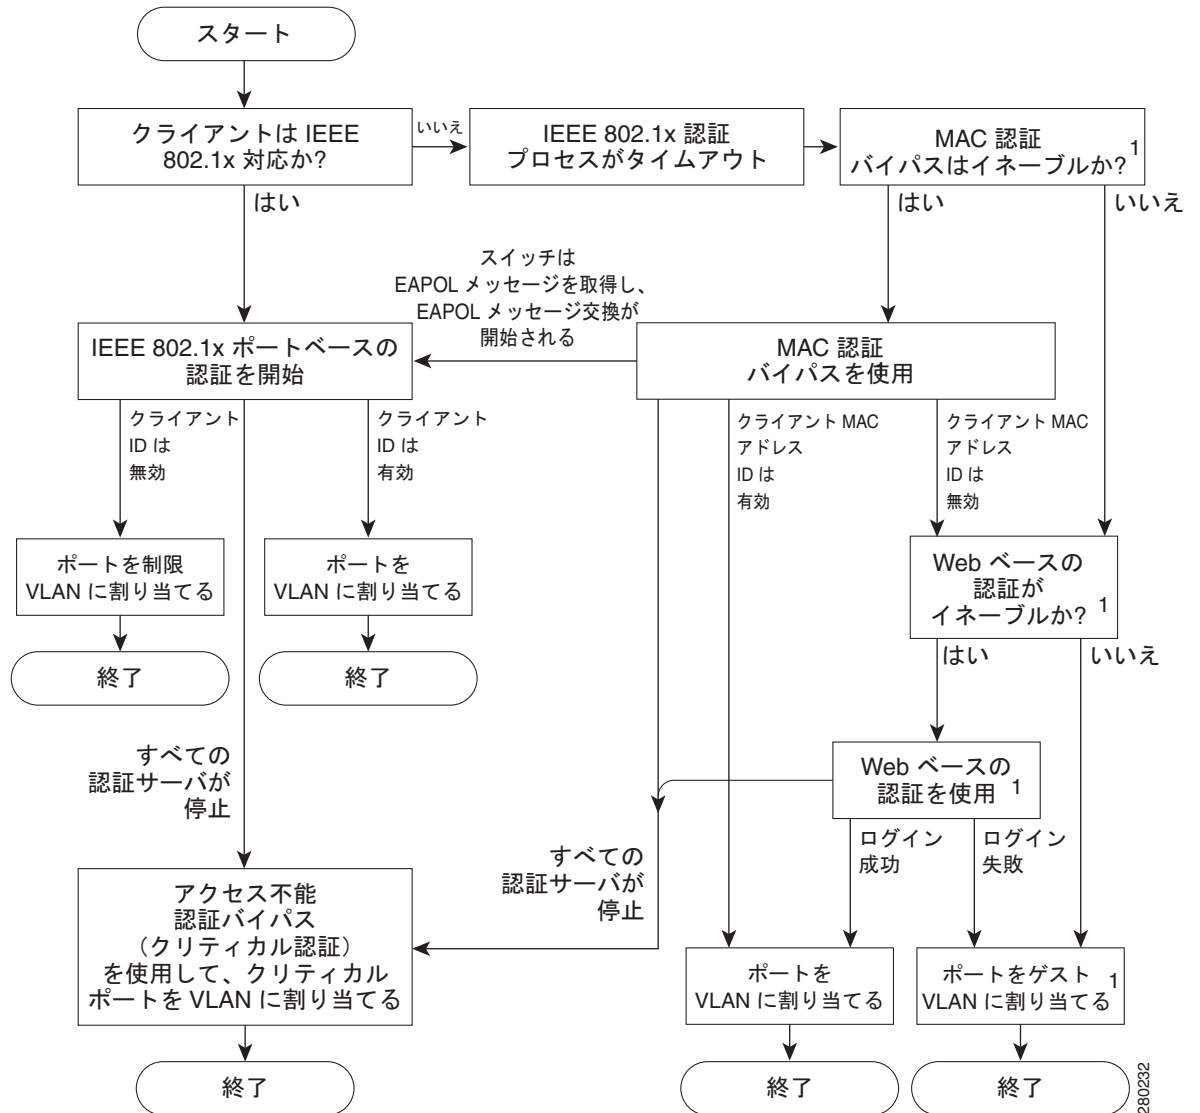 スタート
クライアントは IEEE
802.1x 対応か?
いいえ
IEEE 802.1x 認証
プロセスがタイムアウト
MAC 認証
バイパスはイネーブルか? 1
はい
はい
いいえ
スイッチは
EAPOL メッセージを取得し、
EAPOL メッセージ交換が
開始される
IEEE 802.1x ポートベースの
認証を開始
MAC 認証
バイパスを使用
クライアント
ID は
無効
クライアント
ID は
有効
クライアント MAC
アドレス
ID は
有効
クライアント MAC
アドレス
ID は
無効
ポートを制限
VLAN に割り当てる
ポートを
VLAN に割り当てる
Web ベースの
認証が
イネーブルか? 1
終了
終了
はい
いいえ
すべての
認証サーバが
停止
Web ベースの
認証を使用 1
ログイン
成功
ログイン
失敗
すべての
認証サーバが
停止
アクセス不能
認証バイパス
（クリティカル認証）
を使用して、クリティカル
ポートを VLAN に割り当てる
ポートを
VLAN に割り当てる
ポートをゲスト
VLAN に割り当てる 1
終了
終了
終了
280232